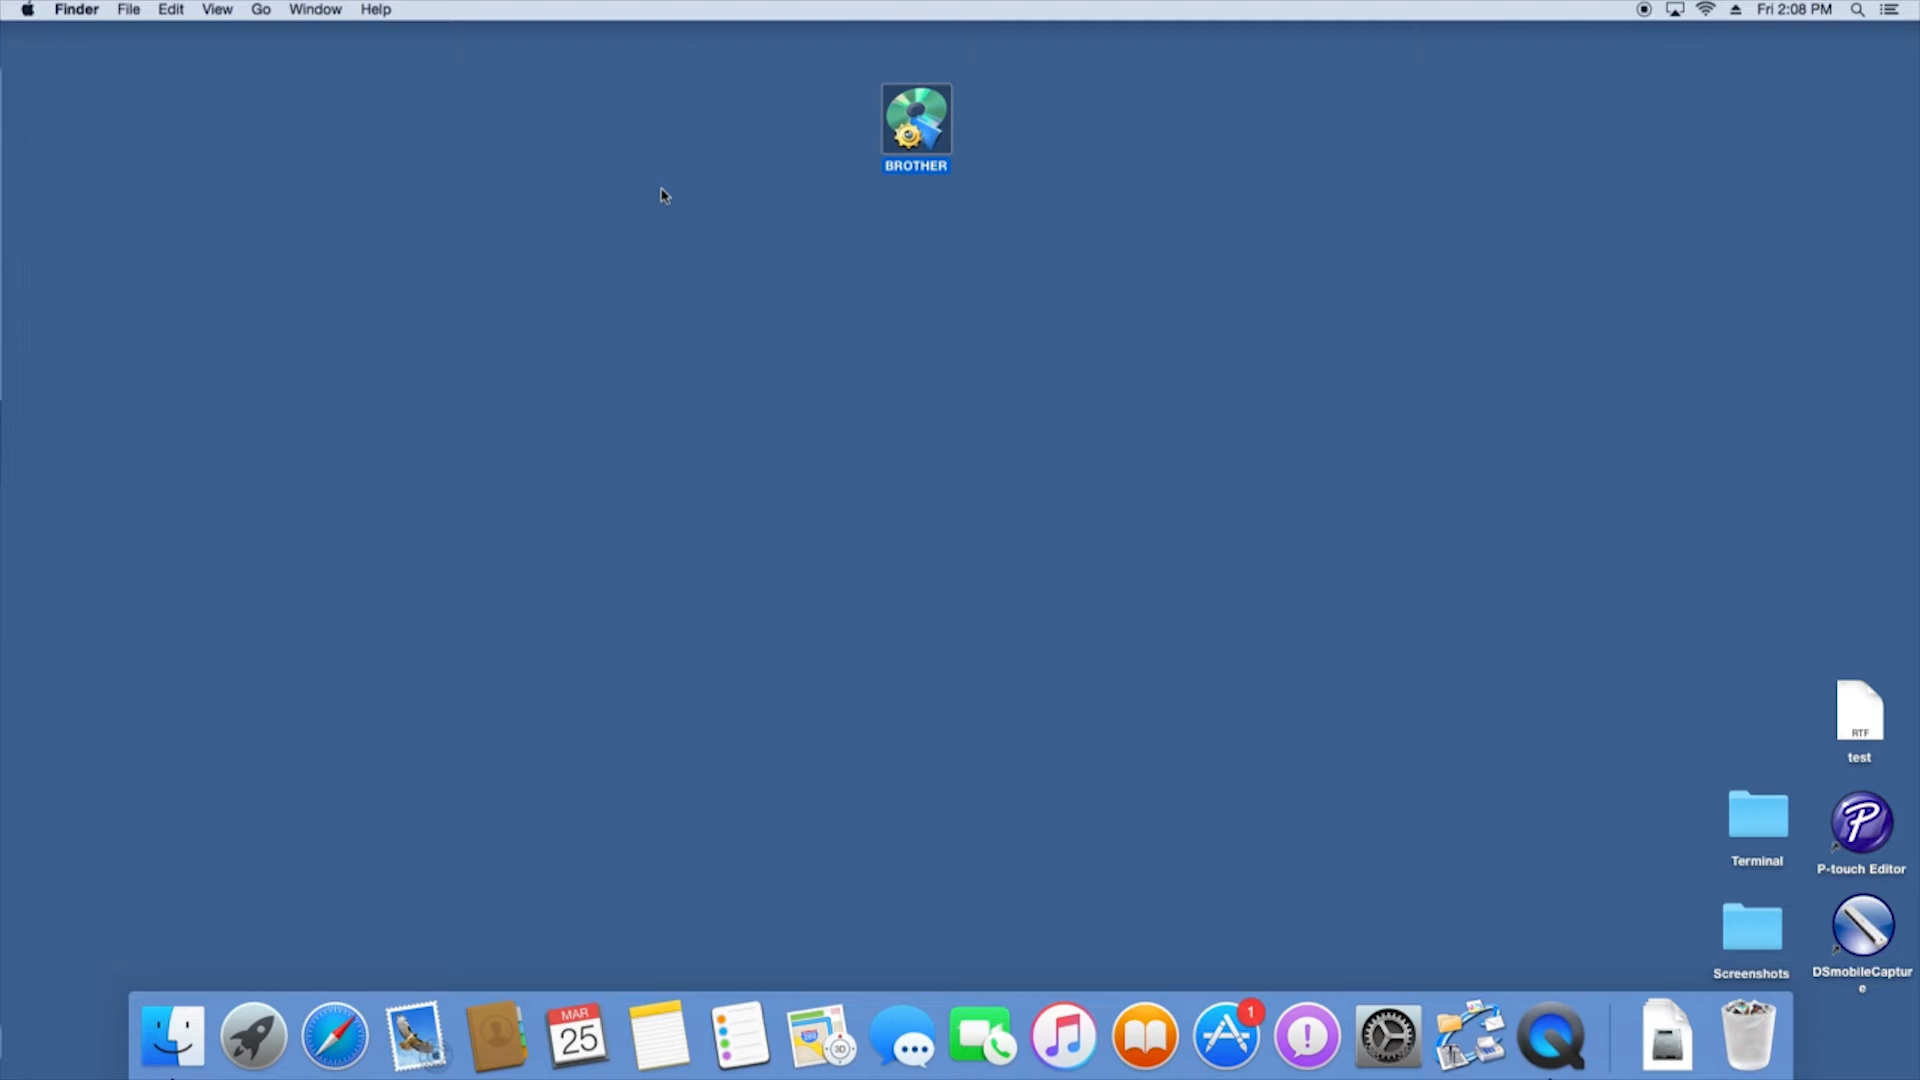 Finder File Edit View Go Window Help Fri 2:08 PM
BROTHER
RTF
test
Terminal
P-touch Editor
Screenshots
DSmobileCaptur
e
MAR
25
3D
1